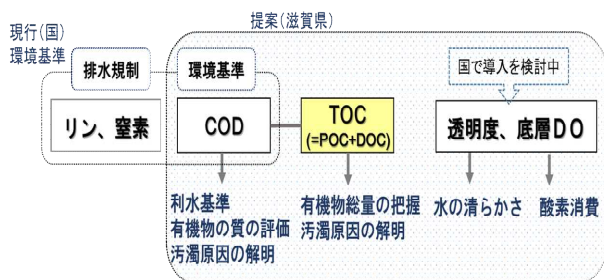 提案(滋賀県)
現行(国)
環境基準
排水規制
環境基準
国で導入を検討中
リン、窒素
COD
TOC
(=POC+DOC)
透明度、底層DO
利水基準
有機物の質の評価
汚濁原因の解明
有機物総量の把握
汚濁原因の解明
水の清らかさ
酸素消費